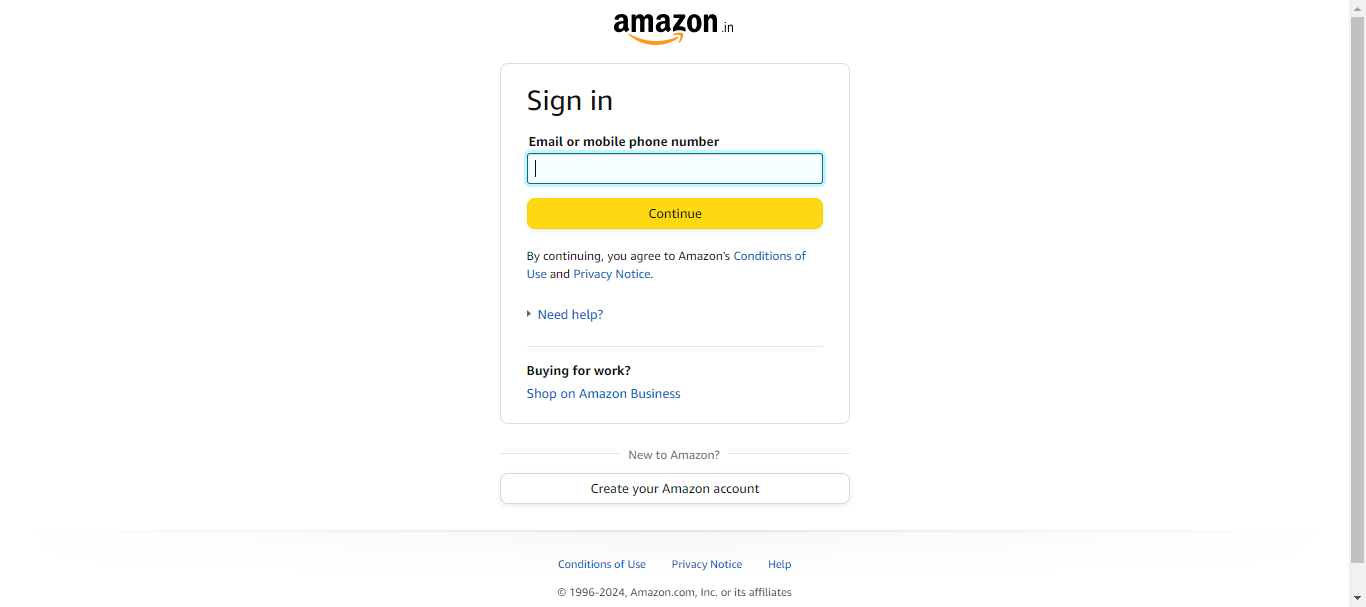 amazon.in
Sign in
Email or mobile phone number
Continue
By continuing, you agree to Amazon's Conditions of
Use and Privacy Notice.
Need help?
Buying for work?
Shop on Amazon Business
New to Amazon?
Create your Amazon account
Conditions of Use Privacy Notice Help
© 1996-2024, Amazon.com, Inc. or its affiliates